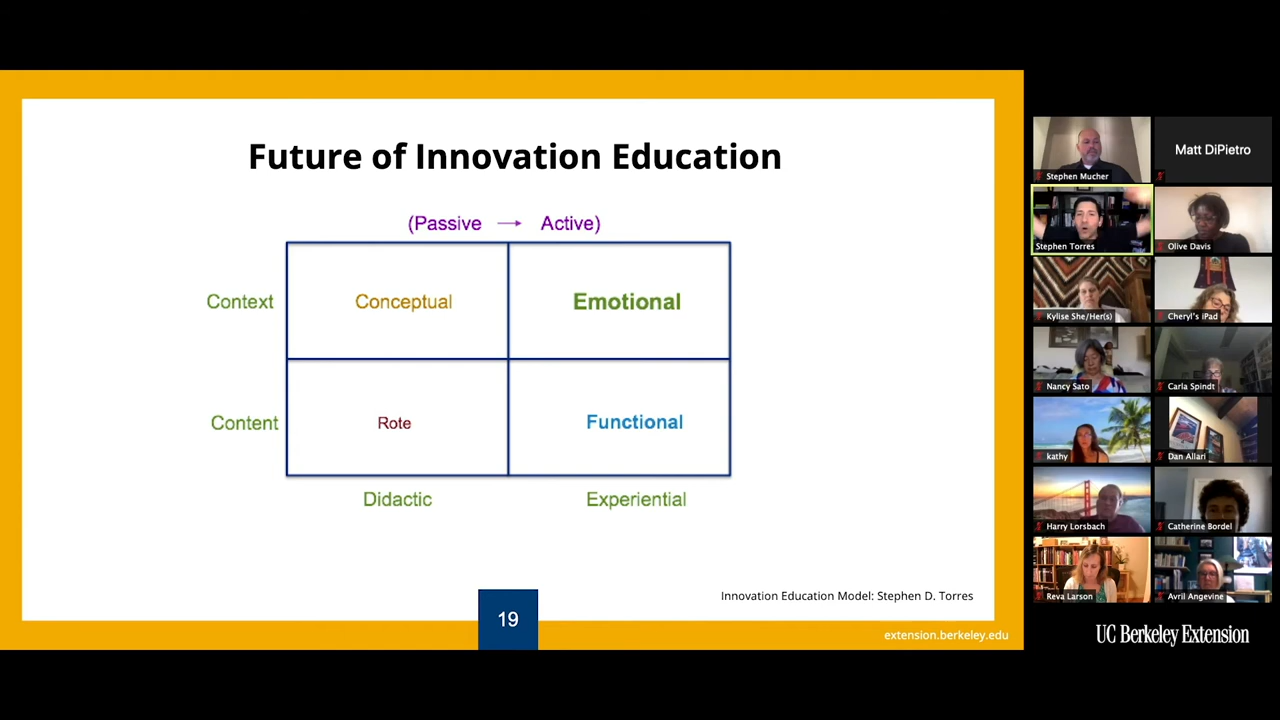 Future of Innovation Education
(Passive → Active)
Context
Conceptual
Emotional
Content
Rote
Functional
Didactic
Experiential
Innovation Education Model: Stephen D. Torres
19
extension.berkeley.edu
Stephen Mucher
Matt DiPietro
Stephen Torres
Olive Davis
Kylise She/Her(s)
Cheryl's iPad
Nancy Sato
Carla Spindt
kathy
Dan Allari
Harry Lorsbach
Catherine Bordel
Reva Larson
Avril Angevine
UC Berkeley Extension